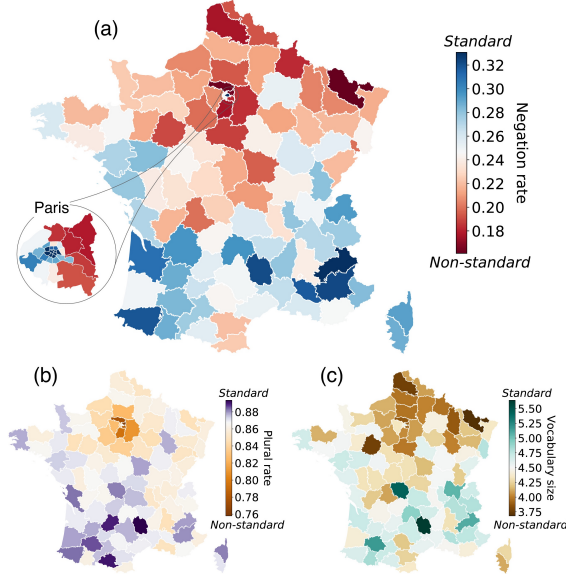 (a)
Standard
0.32
0.30
0.28
0.26
0.24
0.22
0.20
0.18
Negation rate
Non-standard
Paris
(b)
Standard
0.88
0.86
0.84
0.82
0.80
0.78
0.76
Plural rate
Non-standard
(c)
Standard
5.50
5.25
5.00
4.75
4.50
4.25
4.00
3.75
Vocabulary size
Non-standard